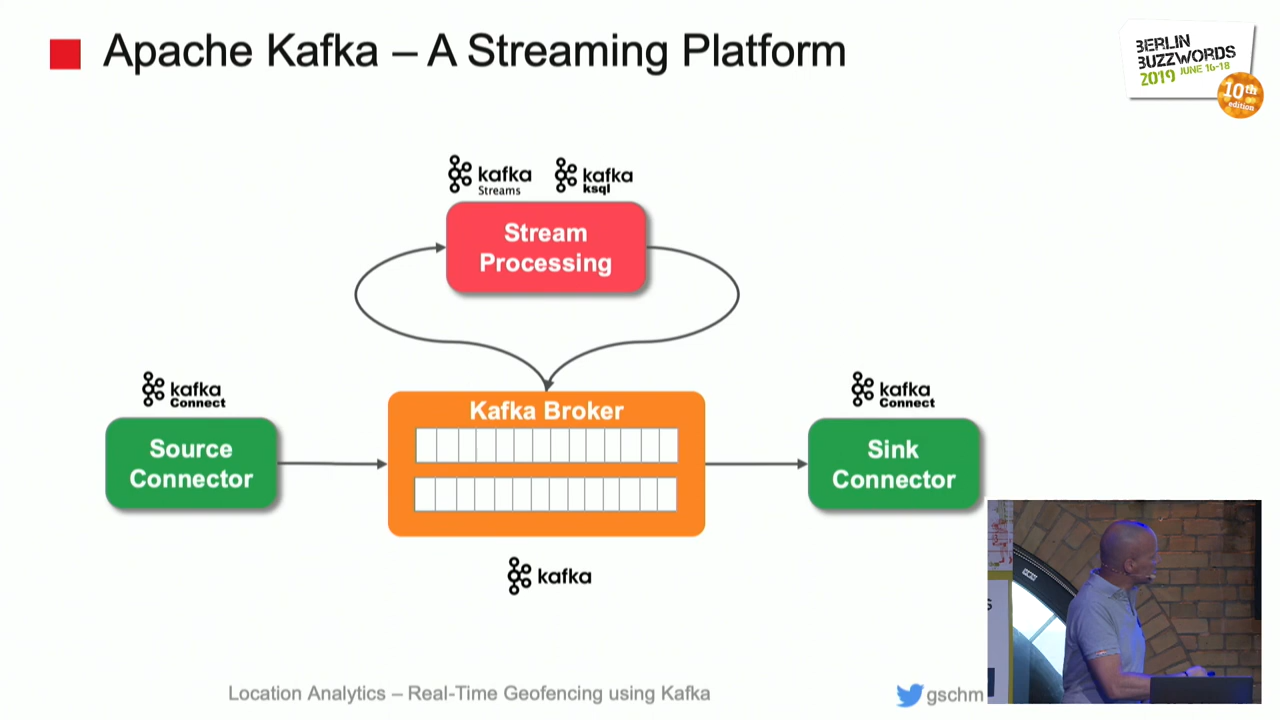 Apache Kafka – A Streaming Platform
BERLIN
BUZZWORDS
2019 JUNE 16-18
10th
edition
kafka
Streams
kafka
ksql
Stream
Processing
kafka
Connect
Source
Connector
Kafka Broker
kafka
Connect
Sink
Connector
kafka
Location Analytics – Real-Time Geofencing using Kafka
gschm